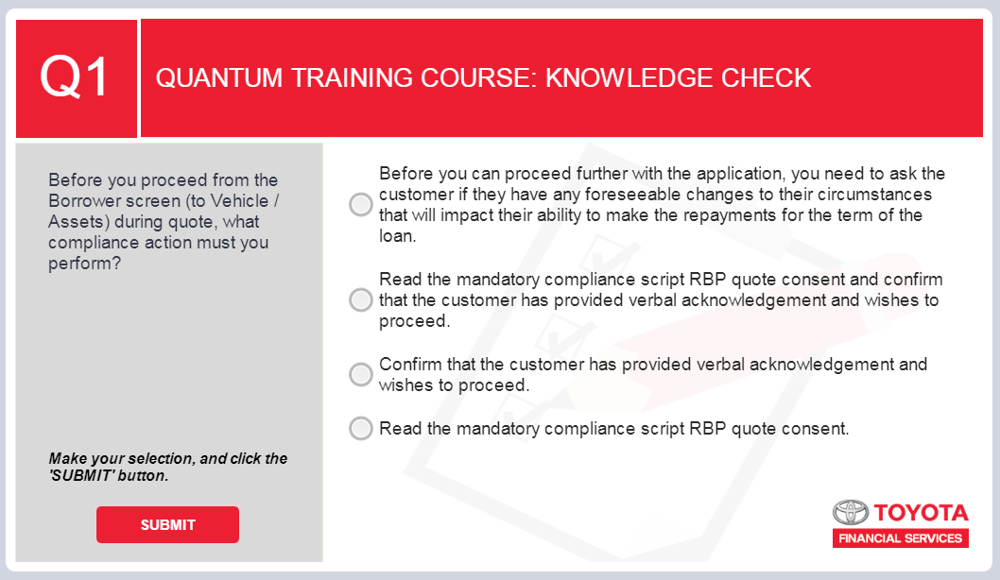 Q1
QUANTUM TRAINING COURSE: KNOWLEDGE CHECK
Before you proceed from the
Borrower screen (to Vehicle /
Assets) during quote, what
compliance action must you
perform?
Make your selection, and click the
'SUBMIT' button.
SUBMIT
Before you can proceed further with the application, you need to ask the
customer if they have any foreseeable changes to their circumstances
that will impact their ability to make the repayments for the term of the
loan.
Read the mandatory compliance script RBP quote consent and confirm
that the customer has provided verbal acknowledgement and wishes to
proceed.
Confirm that the customer has provided verbal acknowledgement and
wishes to proceed.
Read the mandatory compliance script RBP quote consent.
TOYOTA
FINANCIAL SERVICES